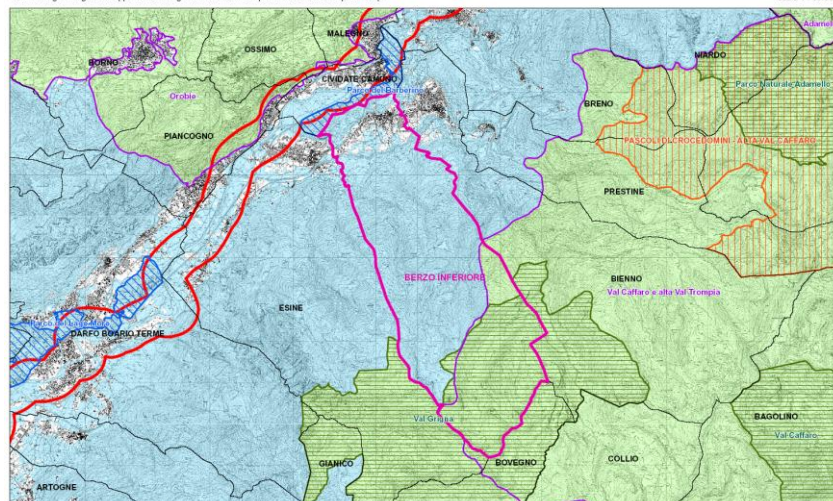 Adamel
MALEGNO
OSSIMO
NIARDO
BORNO
CIVIDATE CAMUNO
Parco Naturale Adamello
Parco del Barberino
Orobie
BRENO
PIANCOGNO
PASCOLI DI CROCEDOMINI - ALTA VAL CAFFARO
PRESTINE
BERZO INFERIORE
BIENNO
Val Caffaro e alta Val Trompia
ESINE
DARFO BOARIO TERME
BAGOLINO
Val Grigna
Val Caffaro
GIANICO
BOVEGNO
COLLIO
ARTOGNE